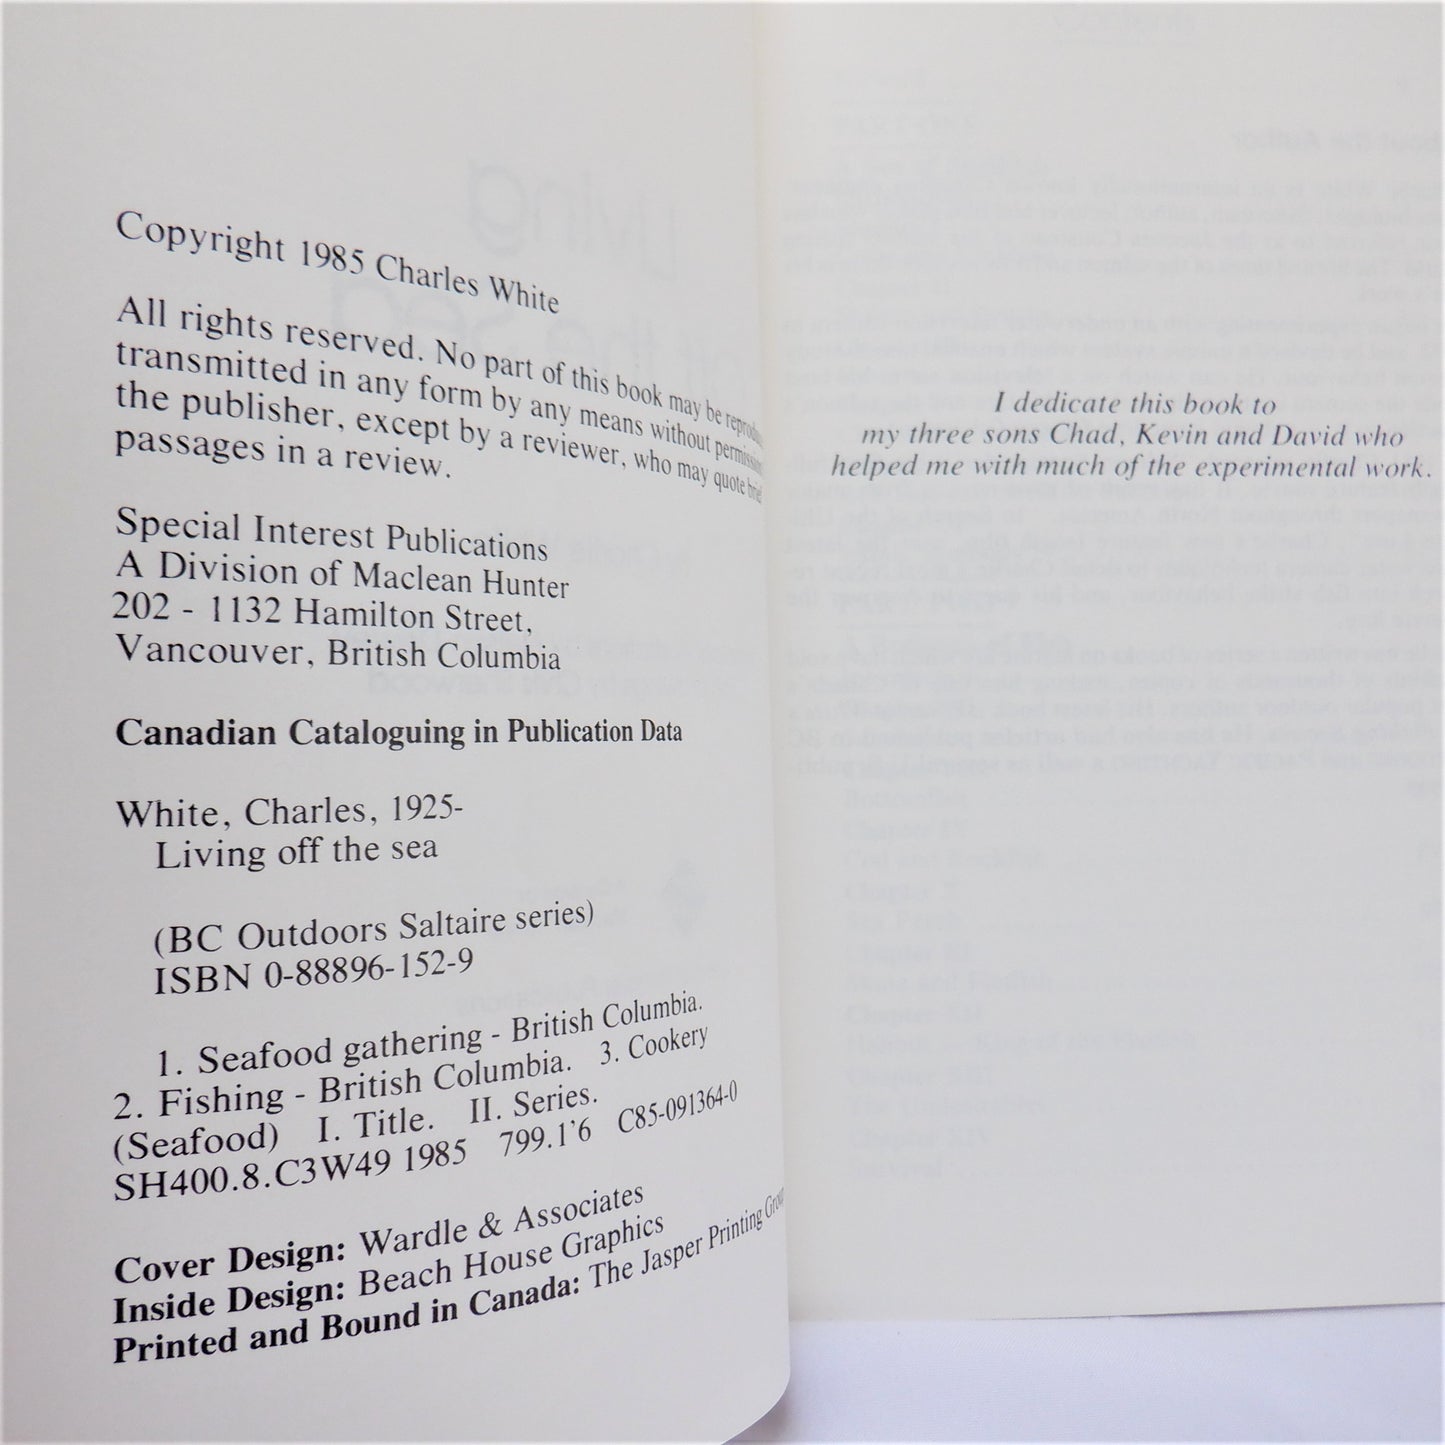 Copyright 1985 Charles White
All rights reserved. No part of this book may be
transmitted in any form by any means without
the publisher, except by a reviewer, who may quote brief
passages in a review.
Special Interest Publications
A Division of Maclean Hunter
202 - 1132 Hamilton Street,
Vancouver, British Columbia
Canadian Cataloguing in Publication Data
White, Charles, 1925-
Living off the sea
(BC Outdoors Saltaire series)
ISBN 0-88896-152-9
1. Seafood gathering - British Columbia.
2. Fishing - British Columbia. 3. Cookery
(Seafood) I. Title. II. Series.
SH400.8.C3W49 1985 799.1'6 C85-091364-0
Cover Design: Wardle & Associates
Inside Design: Beach House Graphics
Printed and Bound in Canada: The Jasper Printing
I dedicate this book to
my three sons Chad, Kevin and David who
helped me with much of the experimental work.